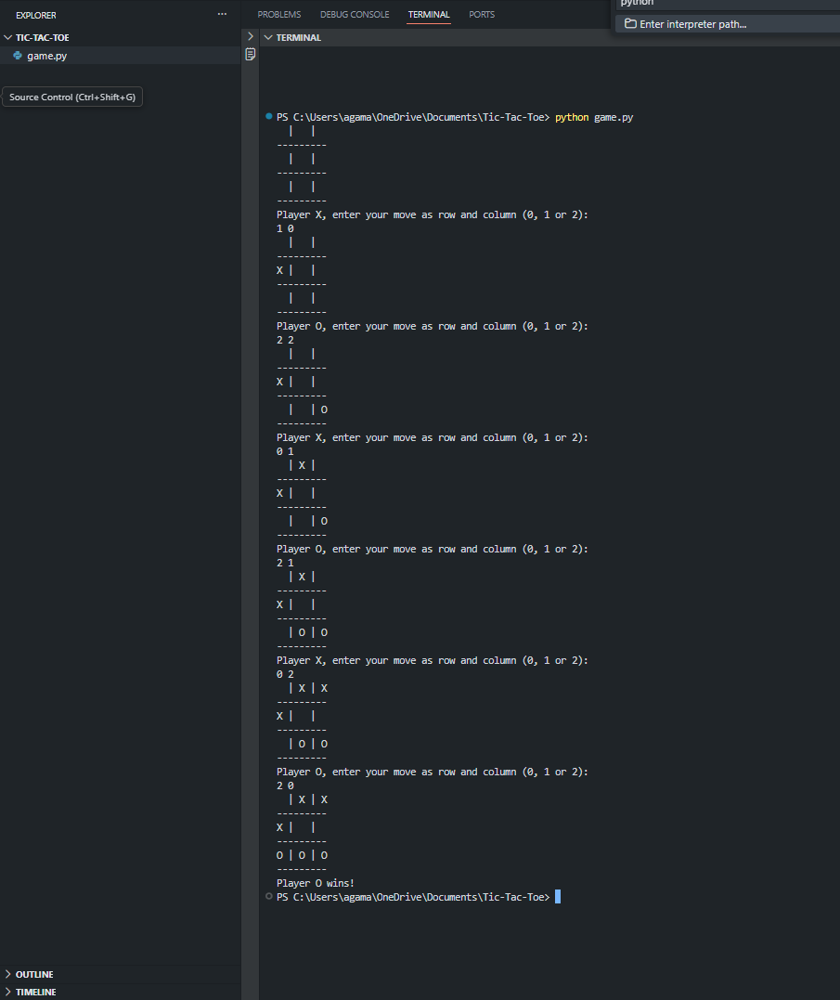 EXPLORER
···
TIC-TAC-TOE
game.py
Source Control (Ctrl+Shift+G)
OUTLINE
TIMELINE
PROBLEMS DEBUG CONSOLE TERMINAL PORTS
python
Enter interpreter path...
TERMINAL
PS C:\Users\agama\OneDrive\Documents\Tic-Tac-Toe> python game.py
  |   |
---------
  |   |
---------
  |   |
---------
Player X, enter your move as row and column (0, 1 or 2):
1 0
  |   |
---------
X |   |
---------
  |   |
---------
Player O, enter your move as row and column (0, 1 or 2):
2 2
  |   |
---------
X |   |
---------
  |   | O
---------
Player X, enter your move as row and column (0, 1 or 2):
0 1
  | X |
---------
X |   |
---------
  |   | O
---------
Player O, enter your move as row and column (0, 1 or 2):
2 1
  | X |
---------
X |   |
---------
  | O | O
---------
Player X, enter your move as row and column (0, 1 or 2):
0 2
  | X | X
---------
X |   |
---------
  | O | O
---------
Player O, enter your move as row and column (0, 1 or 2):
2 0
  | X | X
---------
X |   |
---------
O | O | O
---------
Player O wins!
PS C:\Users\agama\OneDrive\Documents\Tic-Tac-Toe>